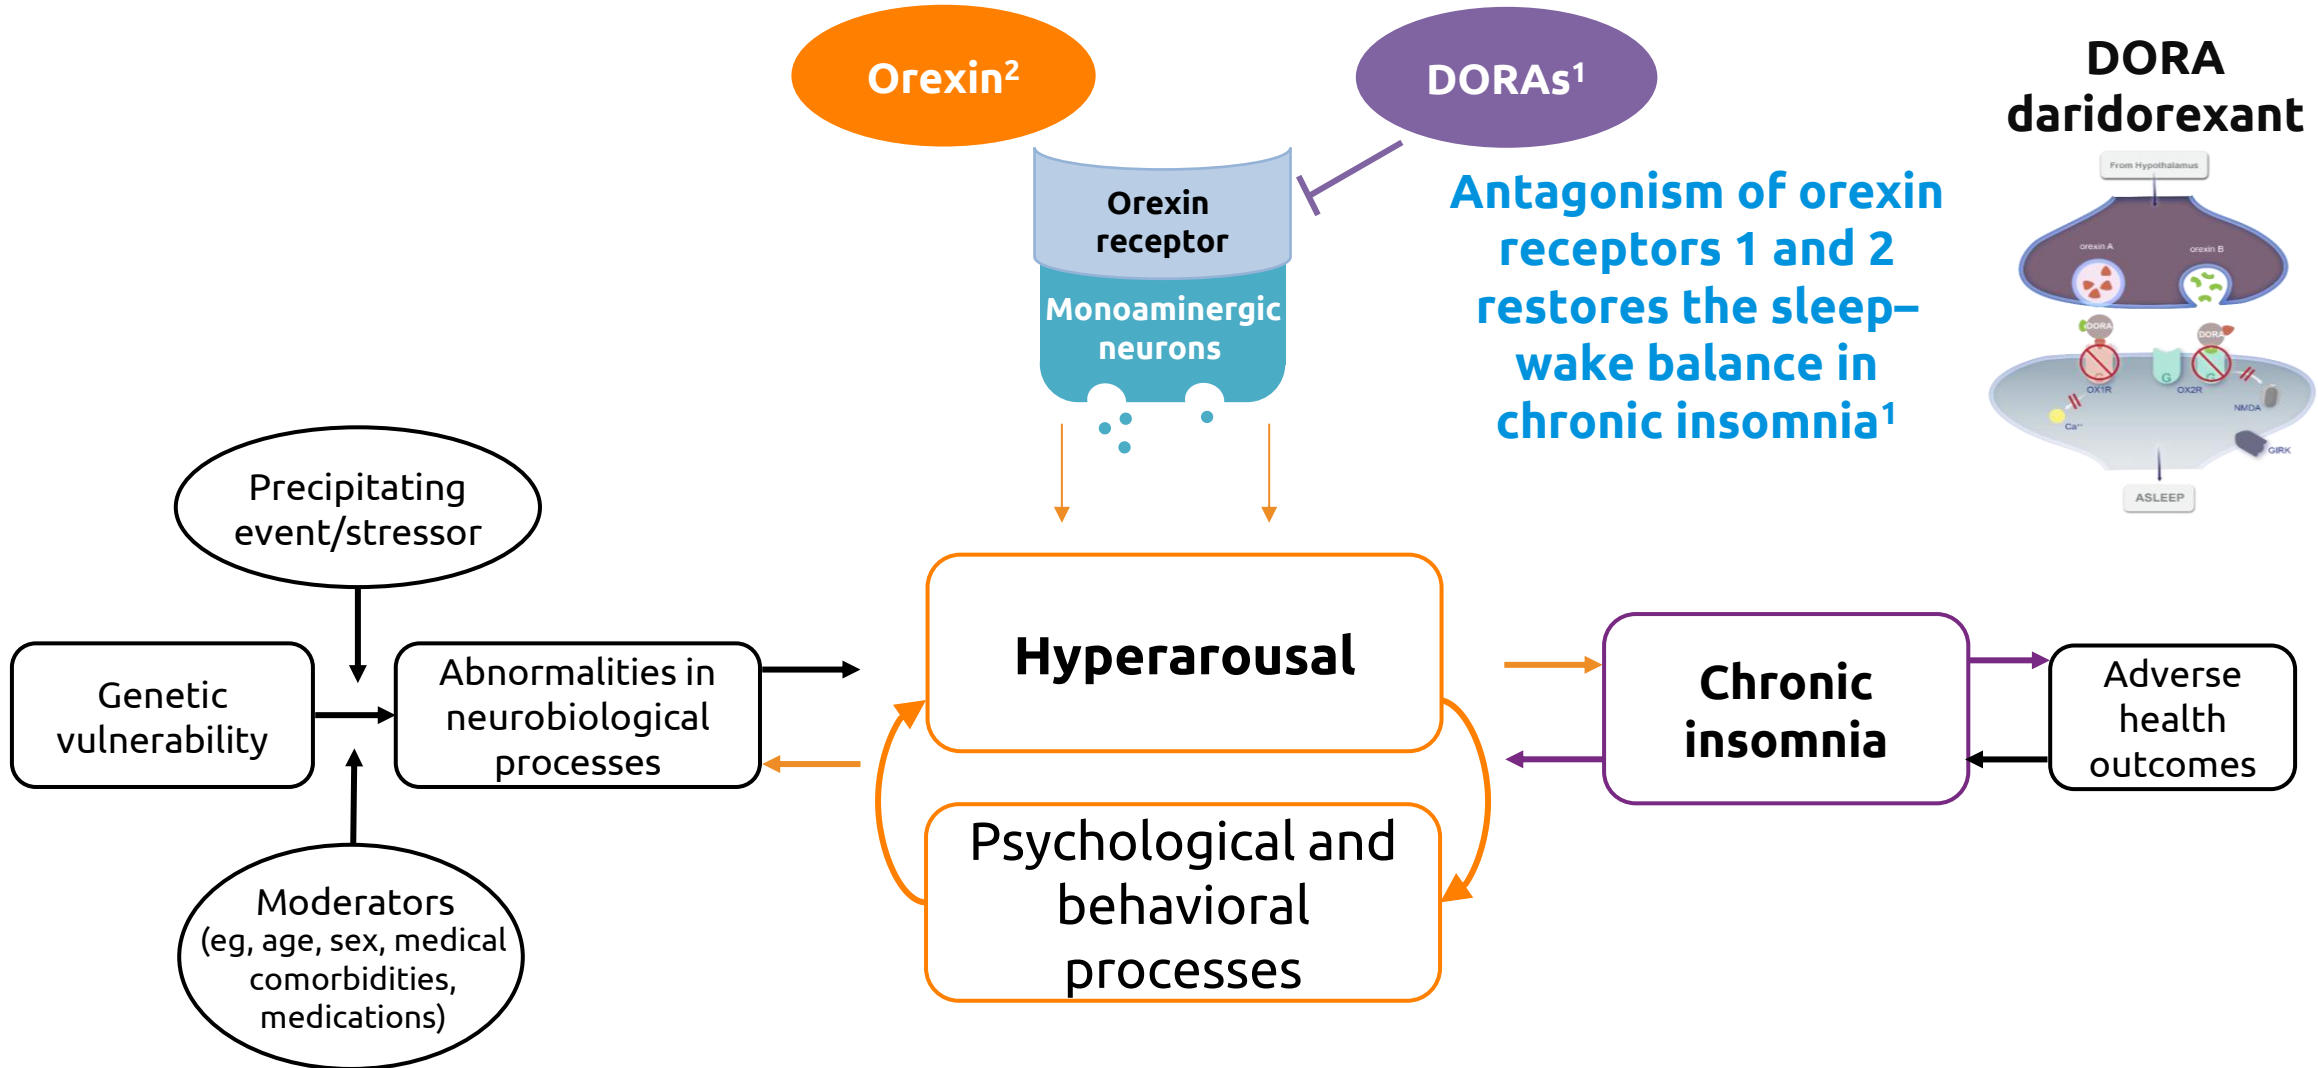 Orexin²
DORAs¹
DORA
daridorexant
Orexin
receptor
Monoaminergic
neurons
Antagonism of orexin
receptors 1 and 2
restores the sleep–
wake balance in
chronic insomnia¹
From Hypothalamus
orexin A
orexin B
DORA
DORA
G
G
G
OX1R
OX2R
NMDA
Ca⁺⁺
GIRK
ASLEEP
Precipitating
event/stressor
Genetic
vulnerability
Abnormalities in
neurobiological
processes
Moderators
(eg, age, sex, medical
comorbidities,
medications)
Hyperarousal
Psychological and
behavioral
processes
Chronic
insomnia
Adverse
health
outcomes